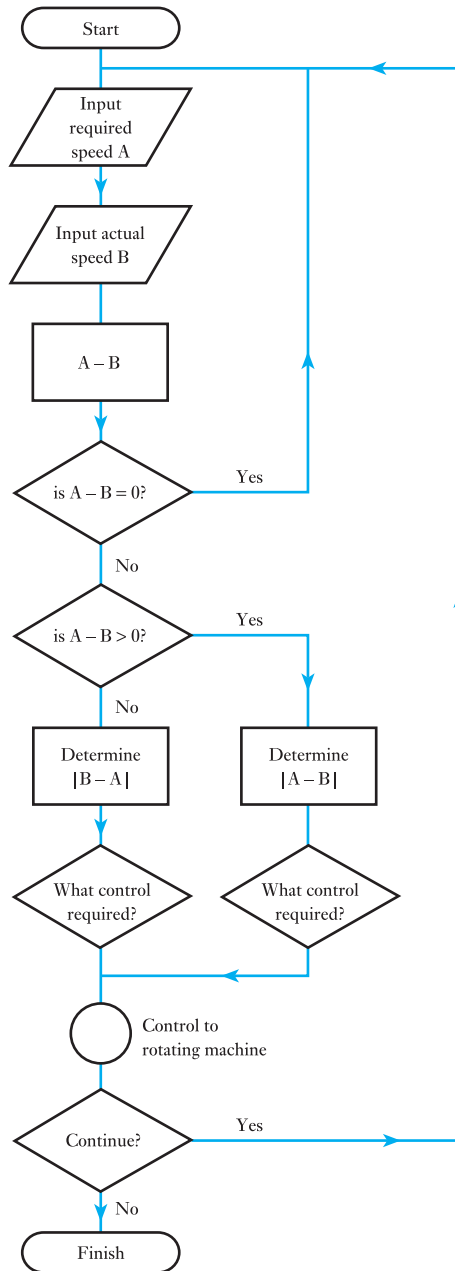 Start
Input
required
speed A
Input actual
speed B
A – B
is A – B = 0?
Yes
No
is A – B > 0?
Yes
No
Determine
|B – A|
Determine
|A – B|
What control
required?
What control
required?
Control to
rotating machine
Continue?
Yes
No
Finish